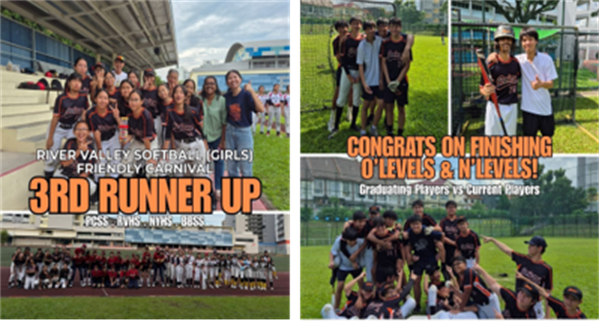 RIVER VALLEY SOFTBALL (GIRLS)
FRIENDLY CARNIVAL
3RD RUNNER UP
PCSS . RVHS . NYHS . BBSS
CONGRATS ON FINISHING
O'LEVELS & N'LEVELS!
Graduating Players vs Current Players